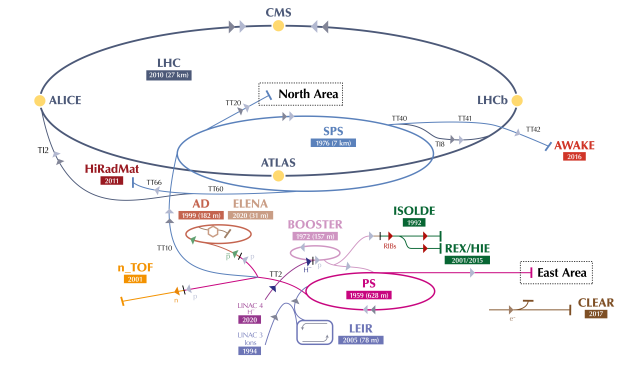 CMS
LHC
2010 (27 km)
North Area
TT20
ALICE
LHCb
TT40
TT41
SPS
1976 (7 km)
TI8
TT42
AWAKE
2016
TI2
ATLAS
HiRadMat
2011
TT66
TT60
AD
1999 (182 m)
ELENA
2020 (31 m)
ISOLDE
1992
BOOSTER
1972 (157 m)
RIBs
REX/HIE
2001/2015
TT10
p
p
H-
p
n_TOF
2001
TT2
East Area
PS
1959 (628 m)
n
p
LINAC 4
H-
2020
CLEAR
2017
e-
LINAC 3
Ions
1994
LEIR
2005 (78 m)